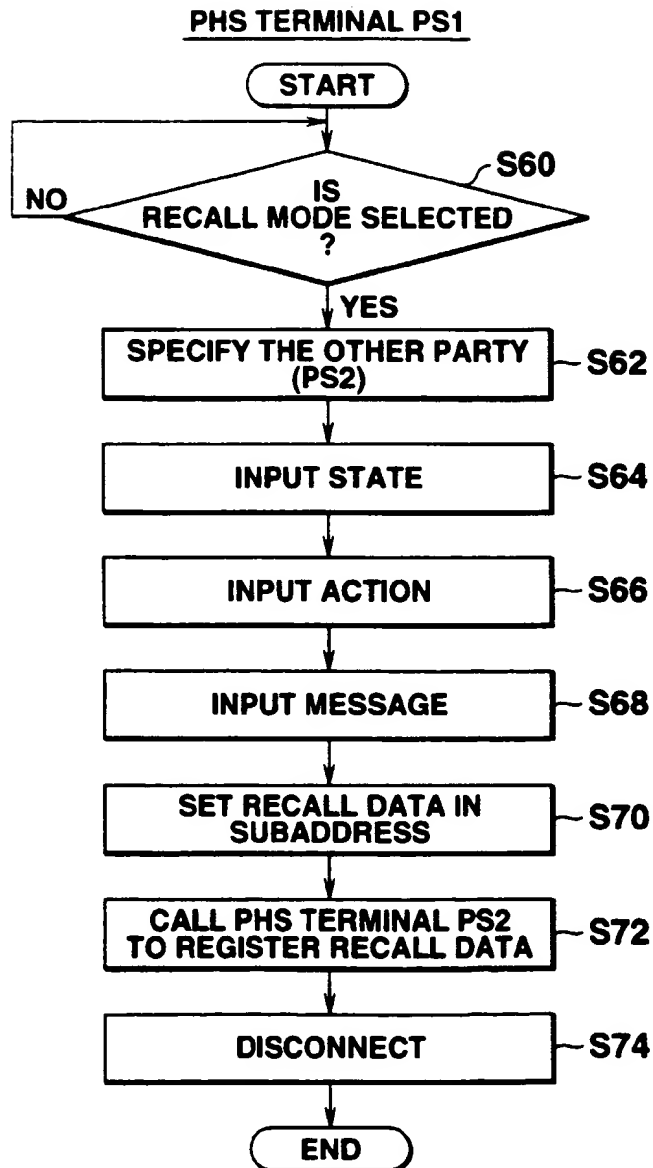 PHS TERMINAL PS1
START
S60
IS
RECALL MODE SELECTED
?
NO
YES
SPECIFY THE OTHER PARTY
(PS2)
S62
INPUT STATE
S64
INPUT ACTION
S66
INPUT MESSAGE
S68
SET RECALL DATA IN
SUBADDRESS
S70
CALL PHS TERMINAL PS2
TO REGISTER RECALL DATA
S72
DISCONNECT
S74
END